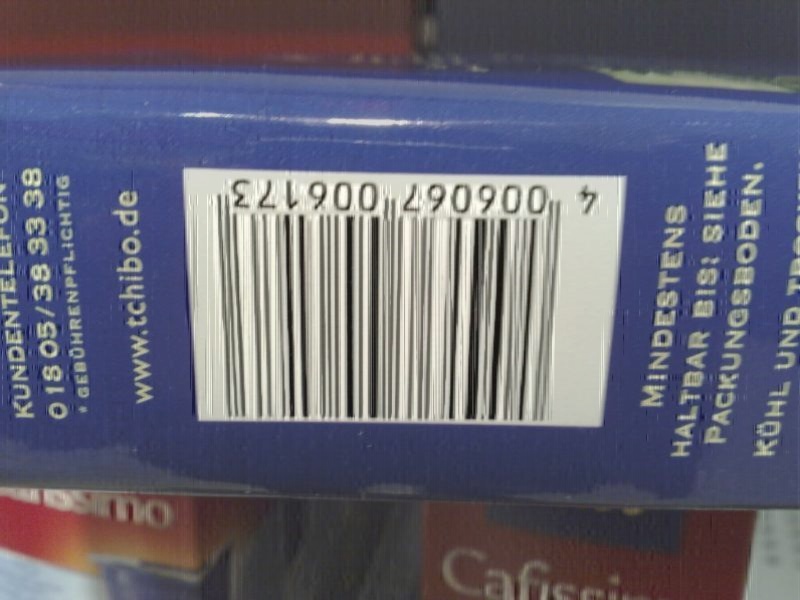 KUNDENTELEFON
0 18 05 / 38 33 38
* GEBÜHRENPFLICHTIG
www.tchibo.de
4 006067 006173
MINDESTENS
HALTBAR BIS: SIEHE
PACKUNGSBODEN.
KÜHL UND